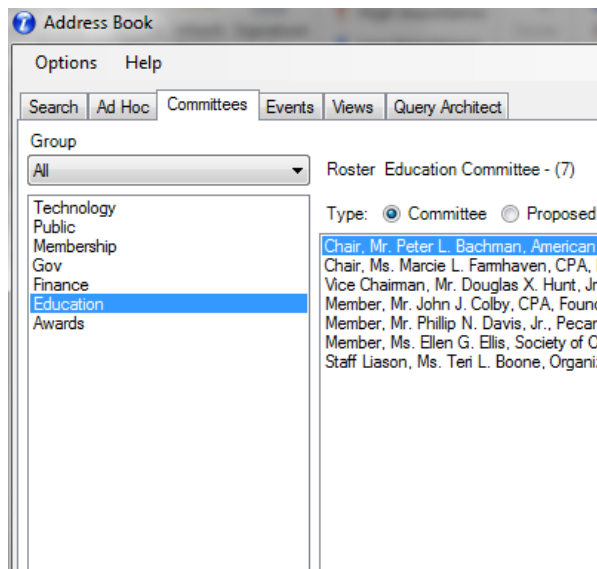 Address Book
Options Help
Search Ad Hoc Committees Events Views Query Architect
Group
All
Technology
Public
Membership
Gov
Finance
Education
Awards
Roster Education Committee - (7)
Type: Committee Proposed
Chair, Mr. Peter L. Bachman, American
Chair, Ms. Marcie L. Farmhaven, CPA,
Vice Chairman, Mr. Douglas X. Hunt, Jr
Member, Mr. John J. Colby, CPA, Found
Member, Mr. Phillip N. Davis, Jr., Pecan
Member, Ms. Ellen G. Ellis, Society of
Staff Liason, Ms. Teri L. Boone, Organi